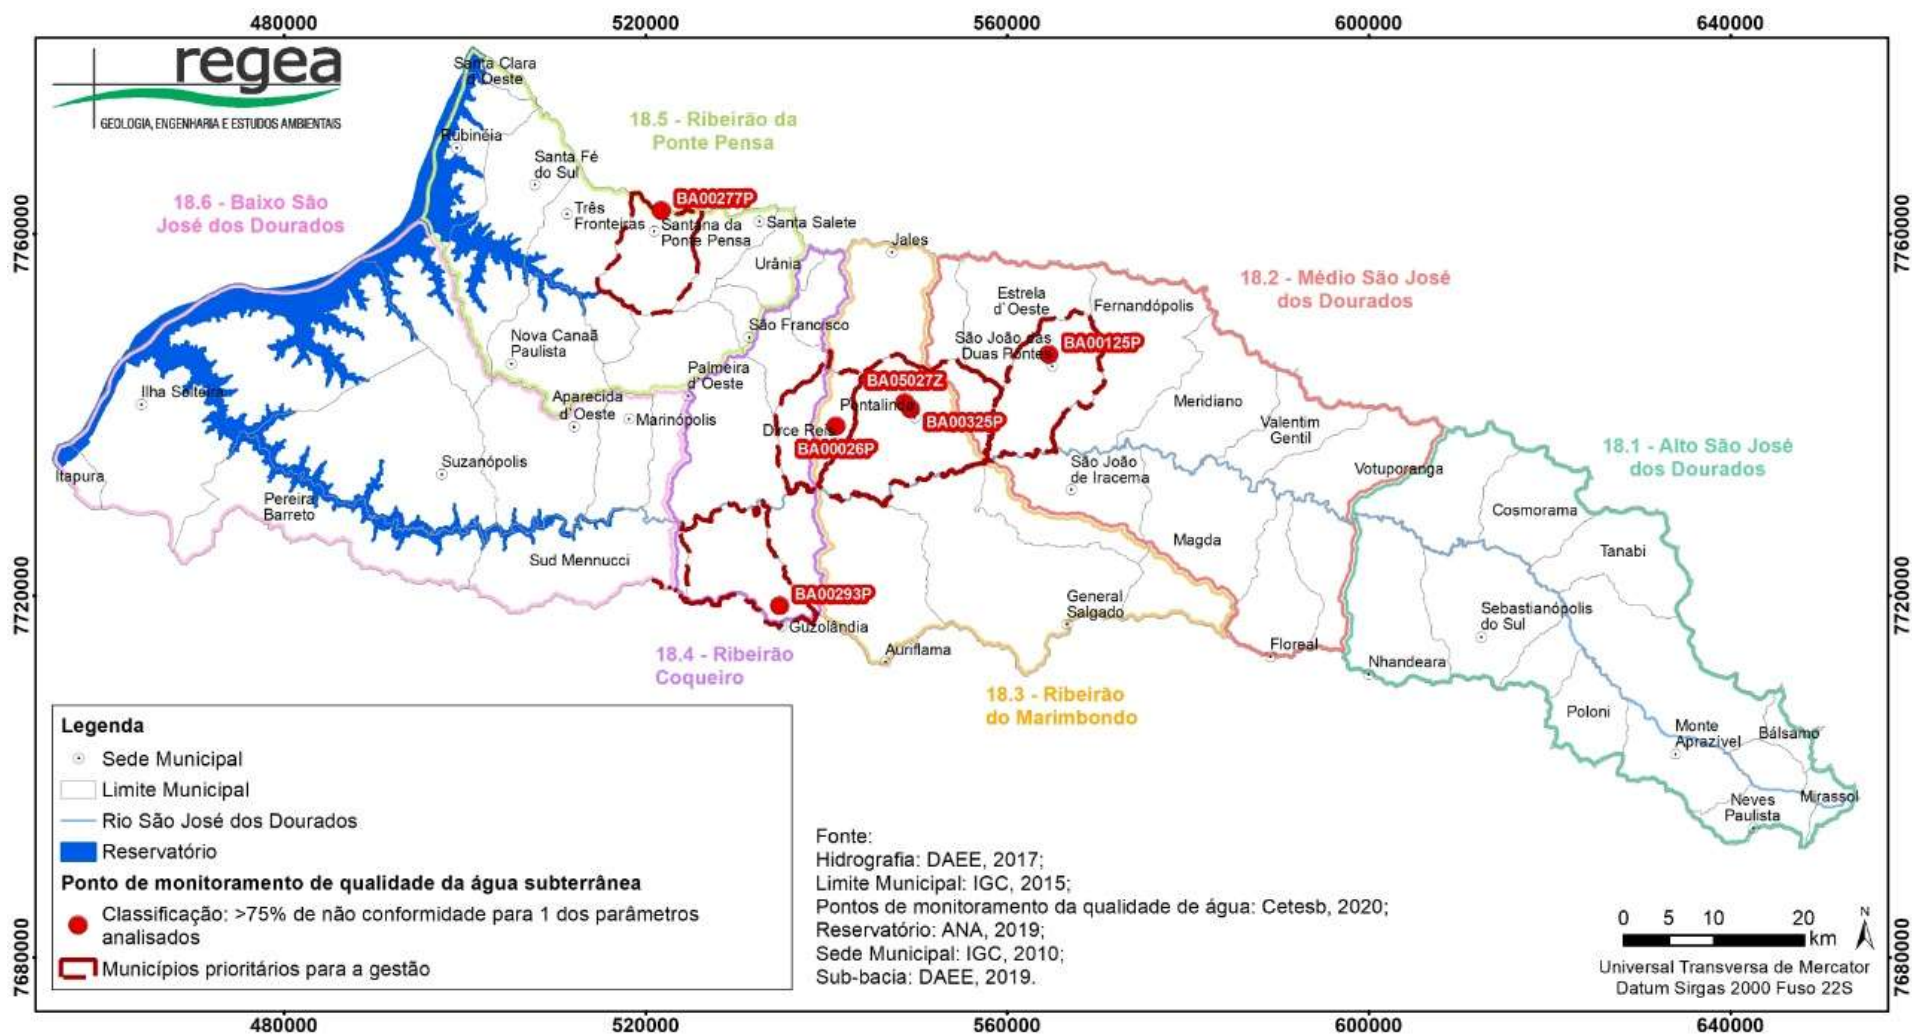 480000
520000
560000
600000
640000
regea
GEOLOGIA, ENGENHARIA E ESTUDOS AMBIENTAIS
7760000
7720000
7680000
7760000
7720000
7680000
18.5 - Ribeirão da
Ponte Pensa
18.6 - Baixo São
José dos Dourados
18.2 - Médio São José
dos Dourados
18.1 - Alto São José
dos Dourados
18.4 - Ribeirão
Coqueiro
18.3 - Ribeirão
do Marimbondo
Santa Clara
d'Oeste
Rubinéia
Santa Fé
do Sul
Três
Fronteiras
BA00277P
Santana da
Ponte Pensa
Santa Salete
Urânia
Jales
São Francisco
Nova Canaã
Paulista
Palmeira
d'Oeste
Aparecida
d'Oeste
Marinópolis
Ilha Solteira
Itapura
Pereira
Barreto
Suzanópolis
Sud Mennucci
Estrela
d'Oeste
Fernandópolis
São João das
Duas Pontes
BA00125P
BA05027Z
Pontalinda
BA00325P
Dirce Reis
BA00026P
Meridiano
Valentim
Gentil
Votuporanga
São João
de Iracema
Magda
BA00293P
Guzolândia
Auriflama
General
Salgado
Floreal
Nhandeara
Cosmorama
Tanabi
Sebastianópolis
do Sul
Poloni
Monte
Aprazível
Bálsamo
Neves
Paulista
Mirassol
Legenda
Sede Municipal
Limite Municipal
Rio São José dos Dourados
Reservatório
Ponto de monitoramento de qualidade da água subterrânea
Classificação: >75% de não conformidade para 1 dos parâmetros
analisados
Municípios prioritários para a gestão
Fonte:
Hidrografia: DAEE, 2017;
Limite Municipal: IGC, 2015;
Pontos de monitoramento da qualidade de água: Cetesb, 2020;
Reservatório: ANA, 2019;
Sede Municipal: IGC, 2010;
Sub-bacia: DAEE, 2019.
0 5 10 20
km
N
Universal Transversa de Mercator
Datum Sirgas 2000 Fuso 22S
480000
520000
560000
600000
640000